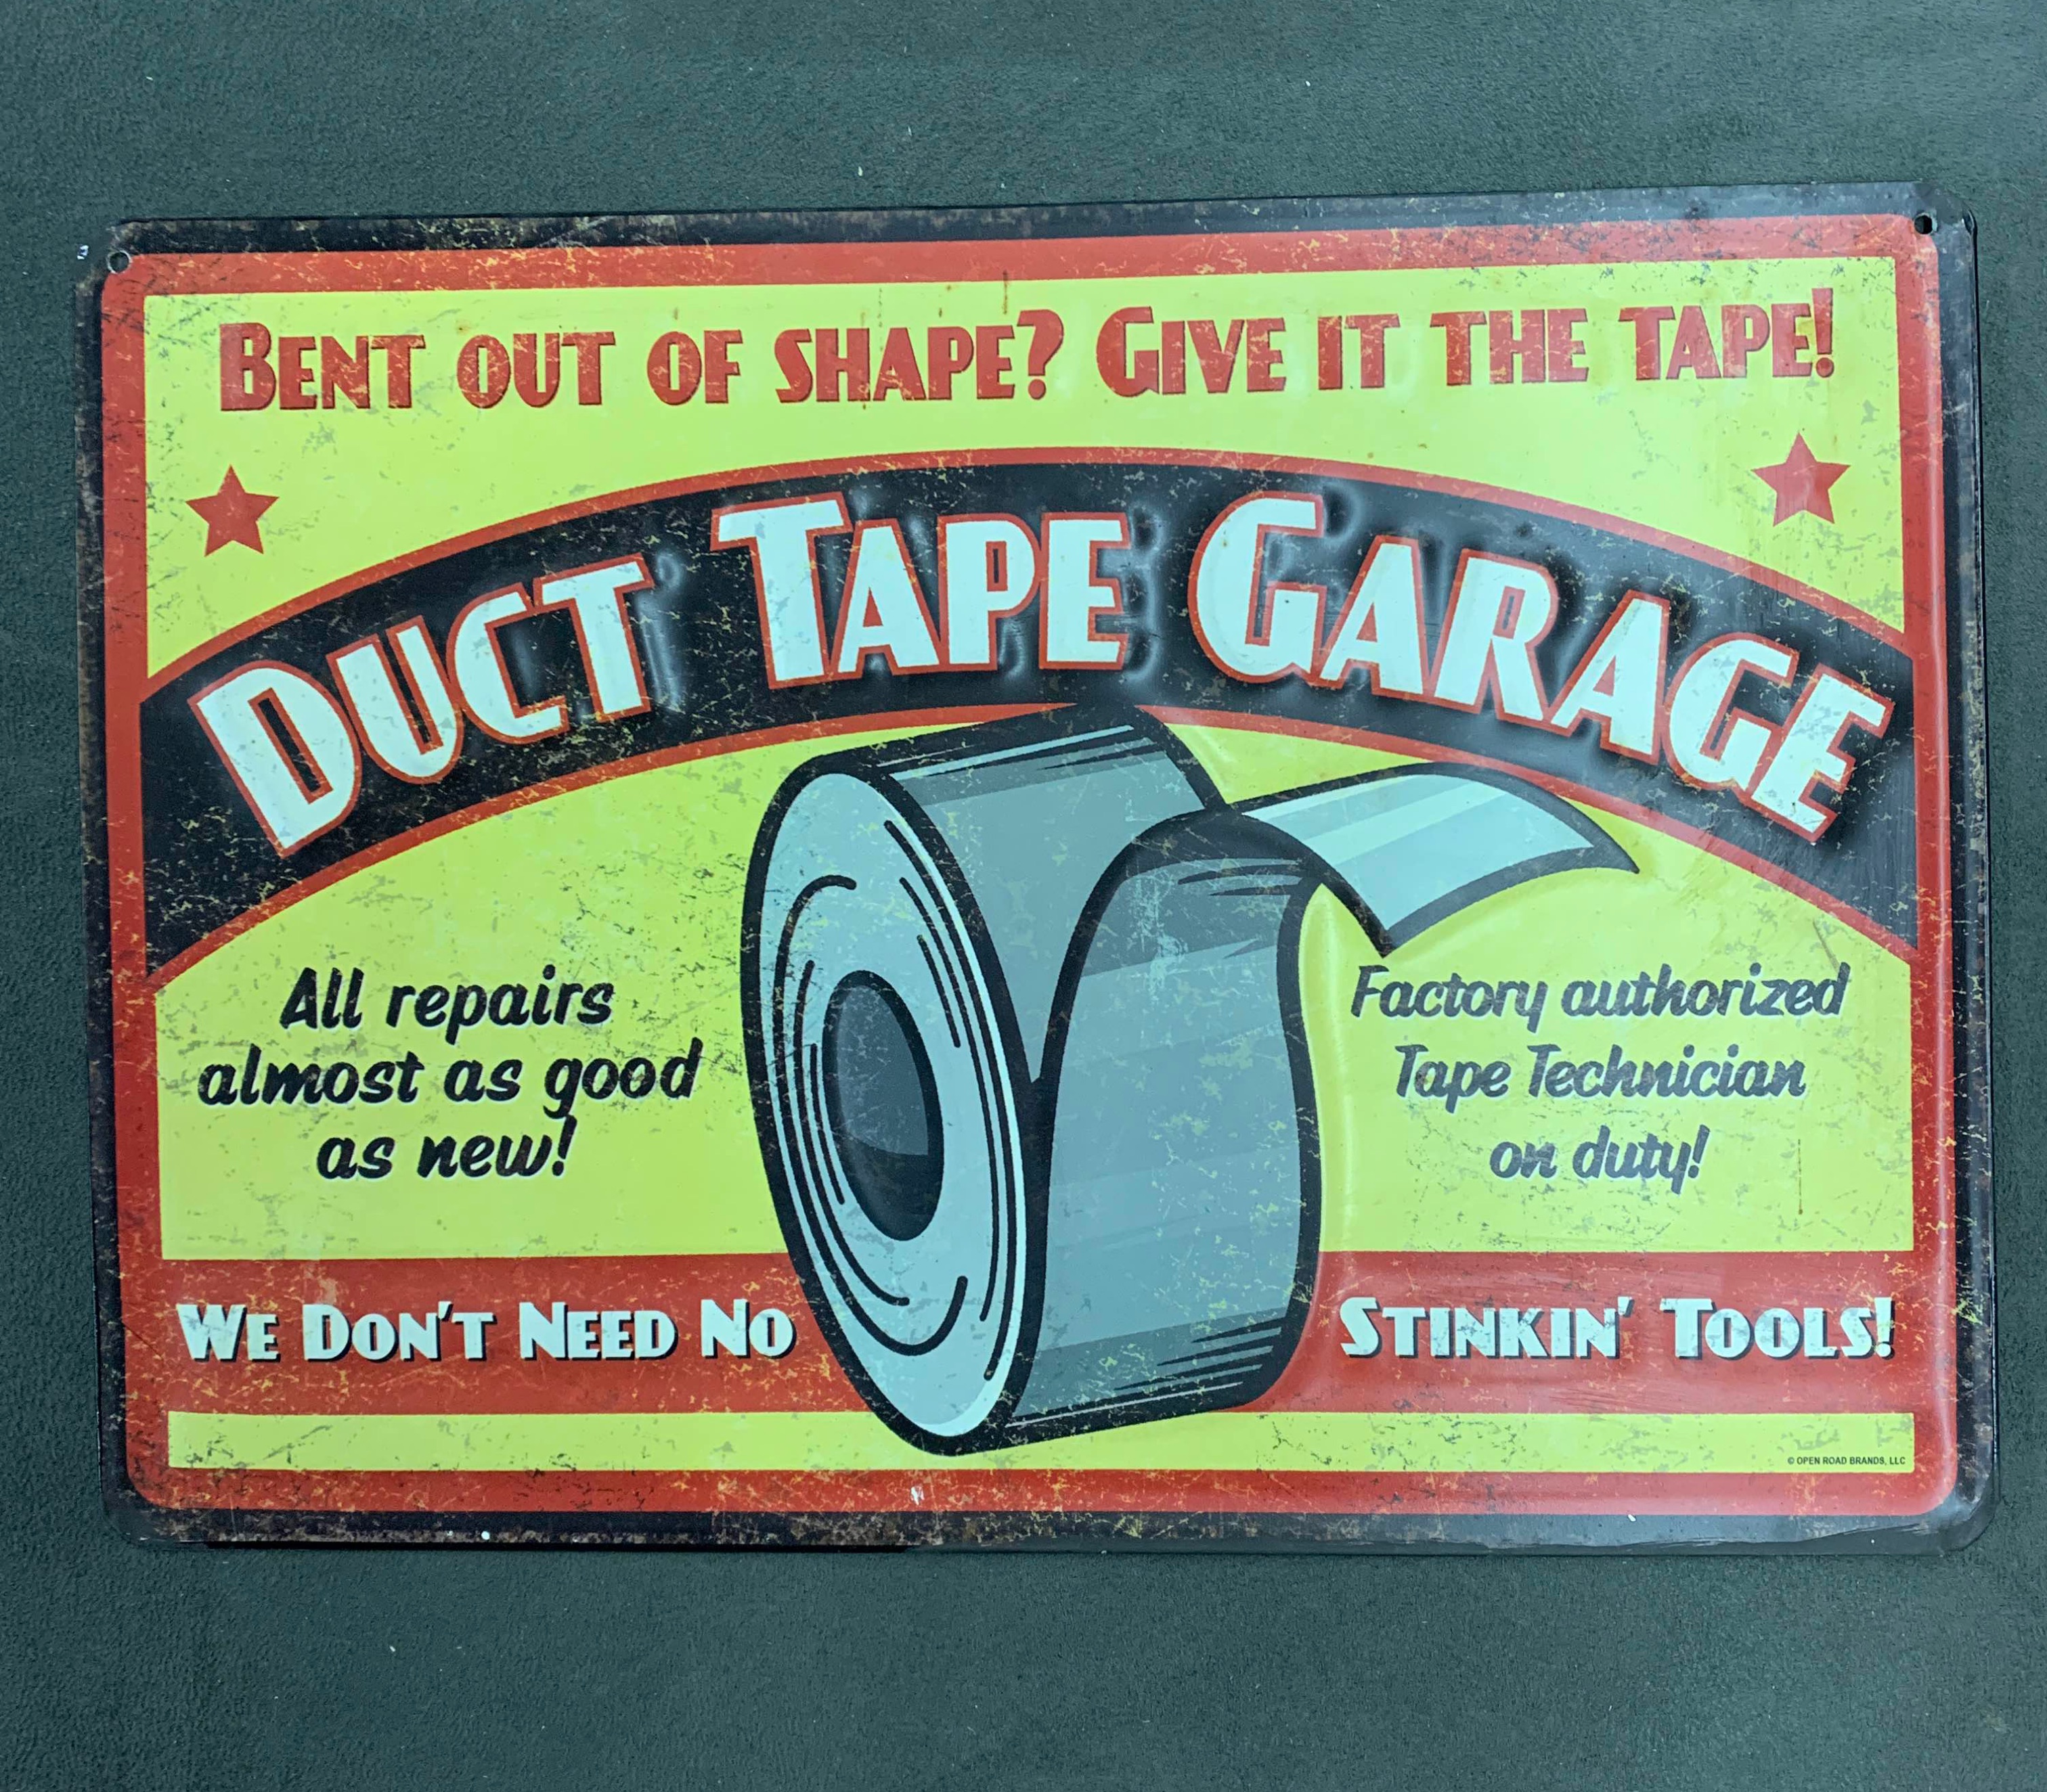 BENT OUT OF SHAPE? GIVE IT THE TAPE!
DUCT TAPE GARAGE
All repairs
almost as good
as new!
Factory authorized
Tape Technician
on duty!
WE DON'T NEED NO STINKIN' TOOLS!
© OPEN ROAD BRANDS, LLC